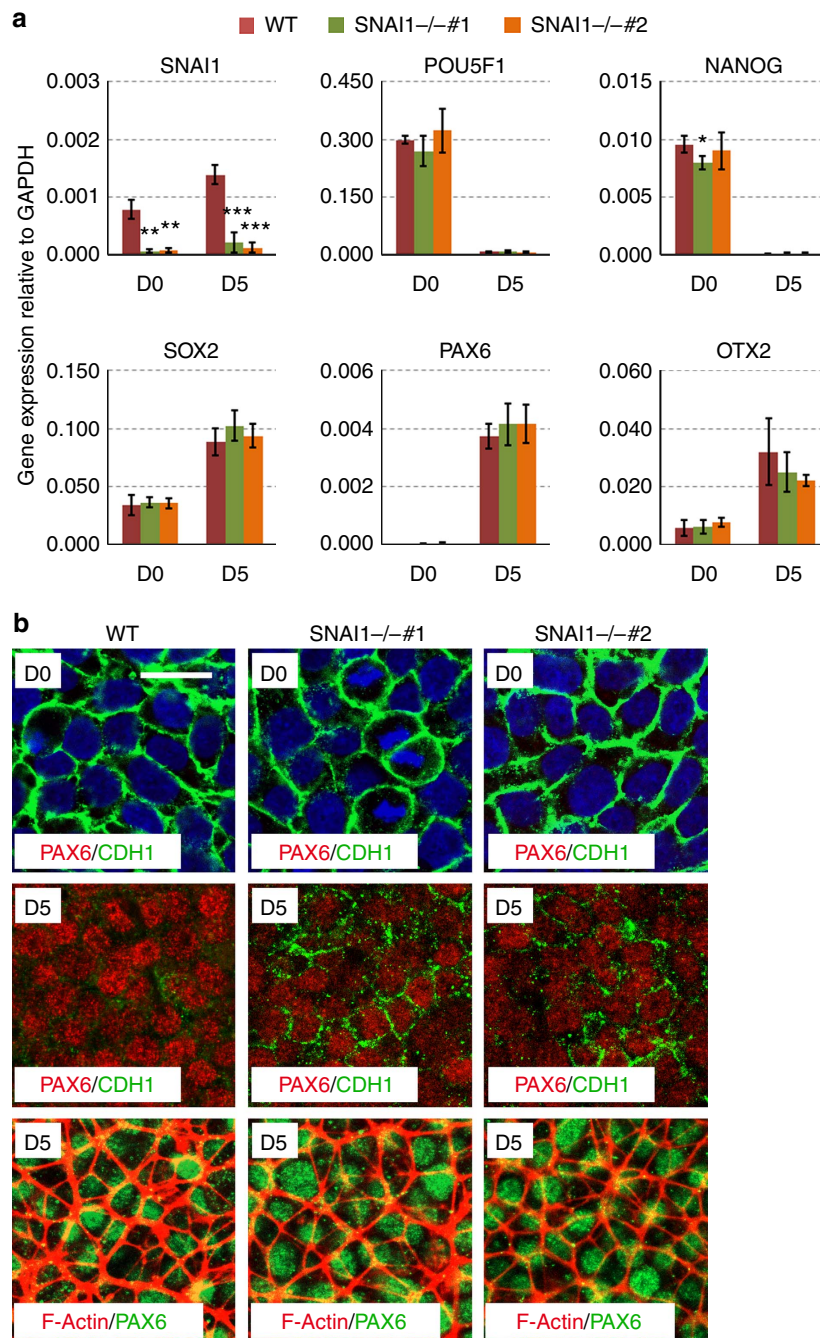 a
WT SNAI1–/–#1 SNAI1–/–#2
Gene expression relative to GAPDH
SNAI1
0.003
0.002
0.001
0.000
** ** *** ***
D0 D5
POU5F1
0.450
0.300
0.150
0.000
D0 D5
NANOG
0.015
0.010
0.005
0.000
*
D0 D5
SOX2
0.150
0.100
0.050
0.000
D0 D5
PAX6
0.006
0.004
0.002
0.000
D0 D5
OTX2
0.060
0.040
0.020
0.000
D0 D5
b
WT SNAI1–/–#1 SNAI1–/–#2
D0 D0 D0
PAX6/CDH1 PAX6/CDH1 PAX6/CDH1
D5 D5 D5
PAX6/CDH1 PAX6/CDH1 PAX6/CDH1
D5 D5 D5
F-Actin/PAX6 F-Actin/PAX6 F-Actin/PAX6